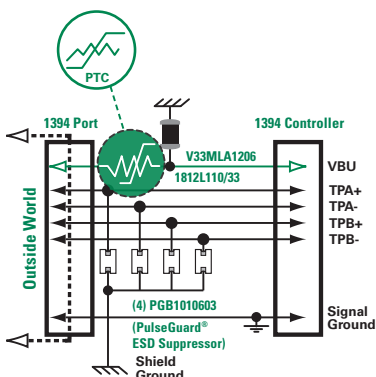 PTC
1394 Port
1394 Controller
V33MLA1206
1812L110/33
VBU
TPA+
TPA-
TPB+
TPB-
Outside World
(4) PGB1010603
(PulseGuard®
ESD Suppressor)
Signal
Ground
Shield
Ground